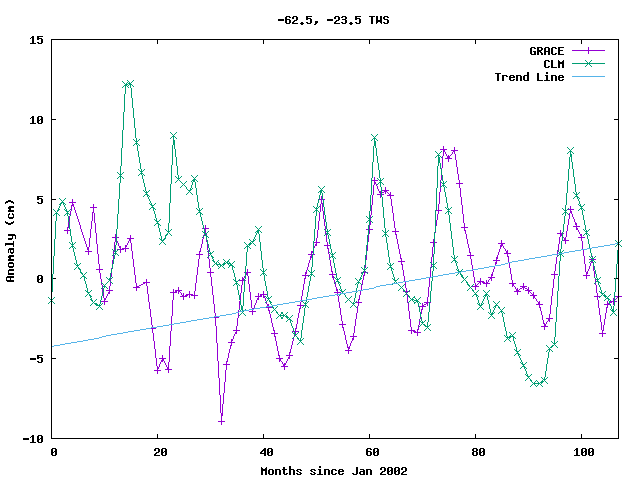 -62.5, -23.5 TWS
GRACE
CLM
Trend Line
Anomaly (cm)
15
10
5
0
-5
-10
0 20 40 60 80 100
Months since Jan 2002